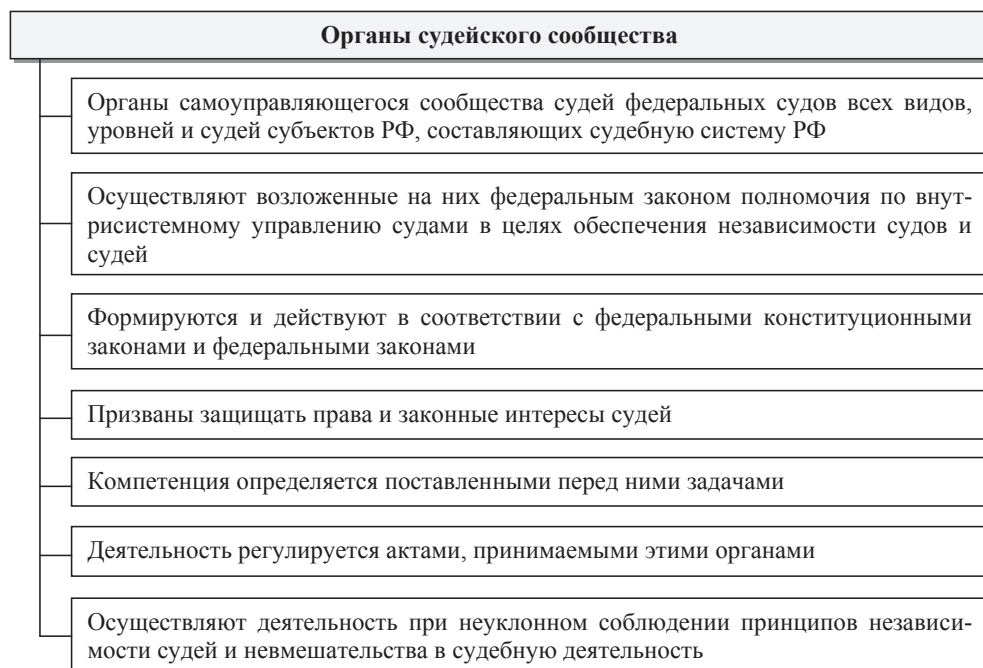 Органы судейского сообщества
Органы самоуправляющегося сообщества судей федеральных судов всех видов,
уровней и судей субъектов РФ, составляющих судебную систему РФ
Осуществляют возложенные на них федеральным законом полномочия по внут-
рисистемному управлению судами в целях обеспечения независимости судов и
судей
Формируются и действуют в соответствии с федеральными конституционными
законами и федеральными законами
Призваны защищать права и законные интересы судей
Компетенция определяется поставленными перед ними задачами
Деятельность регулируется актами, принимаемыми этими органами
Осуществляют деятельность при неуклонном соблюдении принципов независи-
мости судей и невмешательства в судебную деятельность